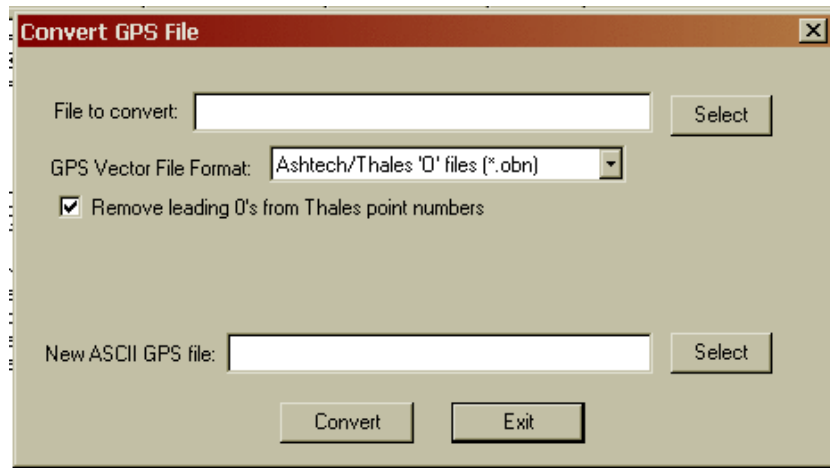 Convert GPS File
File to convert:
Select
GPS Vector File Format:
Ashtech/Thales 'O' files (*.obn)
Remove leading 0's from Thales point numbers
New ASCII GPS file:
Select
Convert
Exit